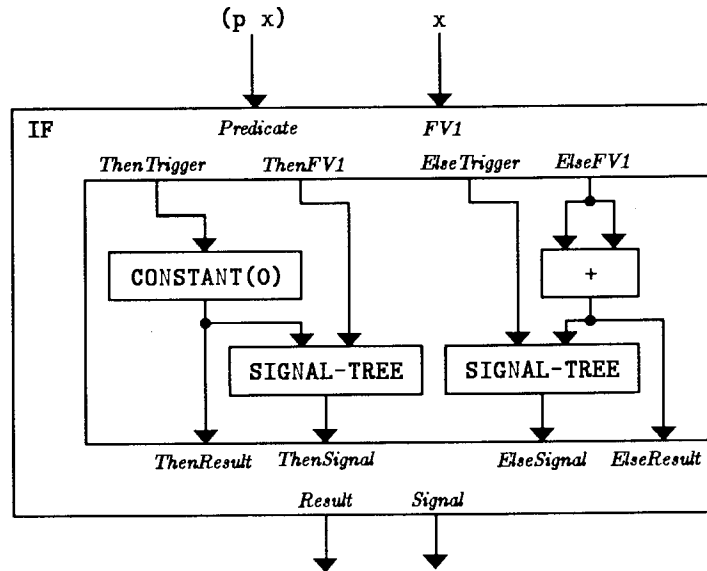 (p x) x
IF Predicate FV1
ThenTrigger ThenFV1 ElseTrigger ElseFV1
CONSTANT(0) +
SIGNAL-TREE SIGNAL-TREE
ThenResult ThenSignal ElseSignal ElseResult
Result Signal